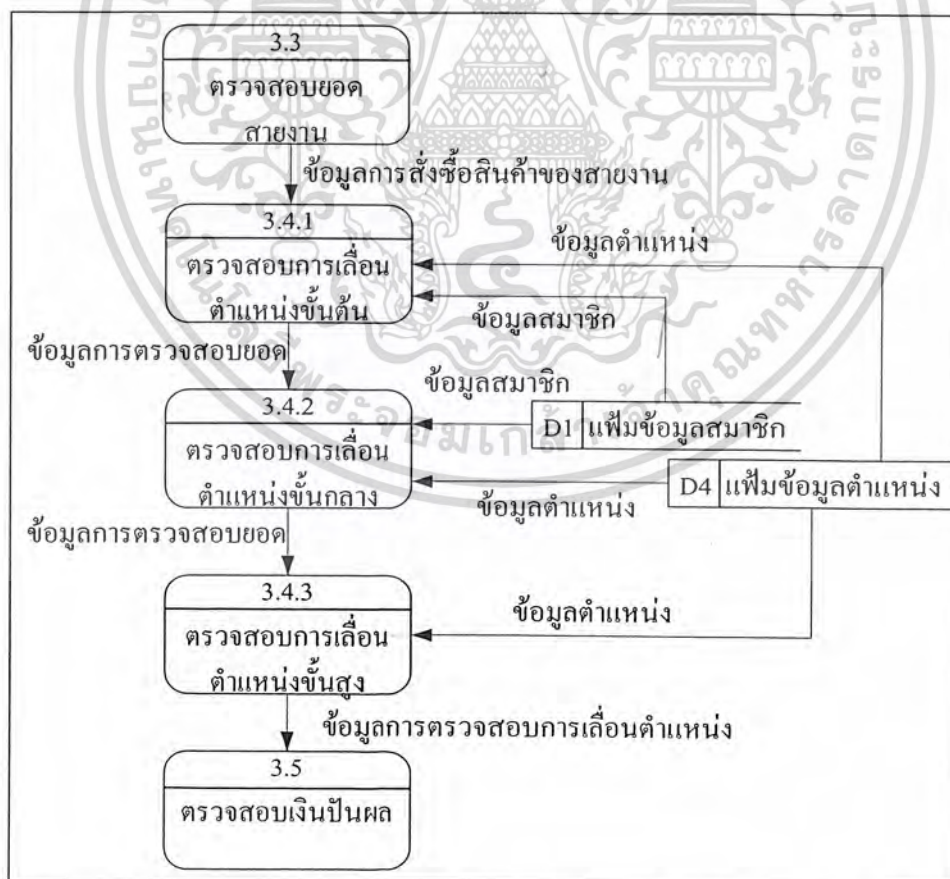 3.3
ตรวจสอบยอด
สายงาน
ข้อมูลการสั่งซื้อสินค้าของสายงาน
3.4.1
ตรวจสอบการเลื่อน
ตำแหน่งขั้นต้น
ข้อมูลตำแหน่ง
ข้อมูลสมาชิก
ข้อมูลการตรวจสอบยอด
ข้อมูลสมาชิก
3.4.2
ตรวจสอบการเลื่อน
ตำแหน่งขั้นกลาง
D1 แฟ้มข้อมูลสมาชิก
D4 แฟ้มข้อมูลตำแหน่ง
ข้อมูลตำแหน่ง
ข้อมูลการตรวจสอบยอด
3.4.3
ตรวจสอบการเลื่อน
ตำแหน่งขั้นสูง
ข้อมูลตำแหน่ง
ข้อมูลการตรวจสอบการเลื่อนตำแหน่ง
3.5
ตรวจสอบเงินปันผล